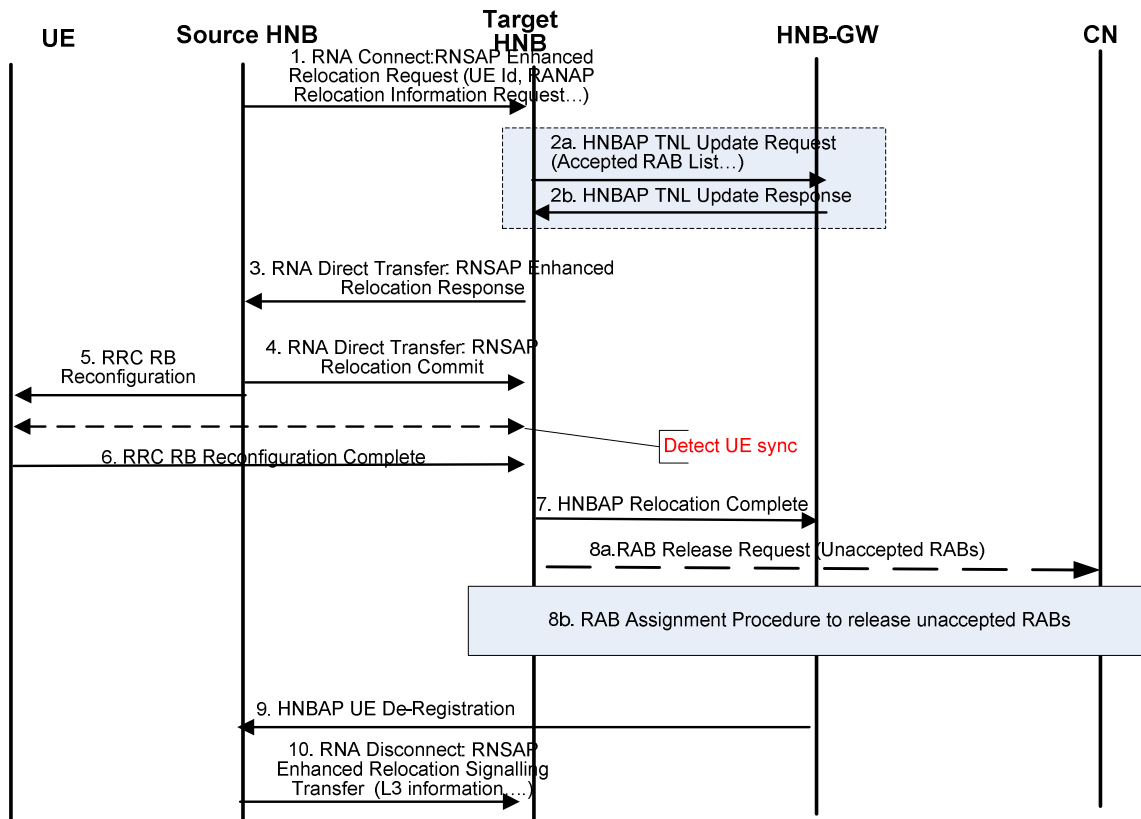 UE
Source HNB
Target
HNB
HNB-GW
CN
1. RNA Connect:RNSAP Enhanced
Relocation Request (UE Id, RANAP
Relocation Information Request…)
2a. HNBAP TNL Update Request
(Accepted RAB List…)
2b. HNBAP TNL Update Response
3. RNA Direct Transfer: RNSAP Enhanced
Relocation Response
4. RNA Direct Transfer: RNSAP
Relocation Commit
5. RRC RB
Reconfiguration
Detect UE sync
6. RRC RB Reconfiguration Complete
7. HNBAP Relocation Complete
8a.RAB Release Request (Unaccepted RABs)
8b. RAB Assignment Procedure to release unaccepted RABs
9. HNBAP UE De-Registration
10. RNA Disconnect: RNSAP
Enhanced Relocation Signalling
Transfer (L3 information,…)